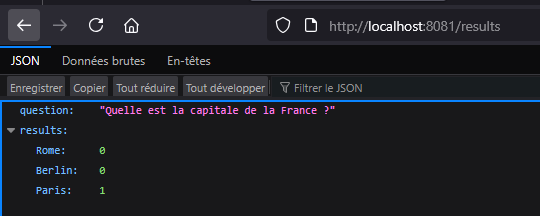 http://localhost:8081/results
JSON Données brutes En-têtes
Enregistrer Copier Tout réduire Tout développer Filtrer le JSON
question: "Quelle est la capitale de la France ?"
results:
Rome: 0
Berlin: 0
Paris: 1